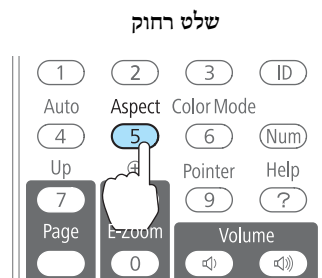 שלט רחוק
1 2 3 ID
Auto Aspect Color Mode
4 5 6 Num
Up Pointer Help
7 9 ?
Page E-Zoom Volume
0